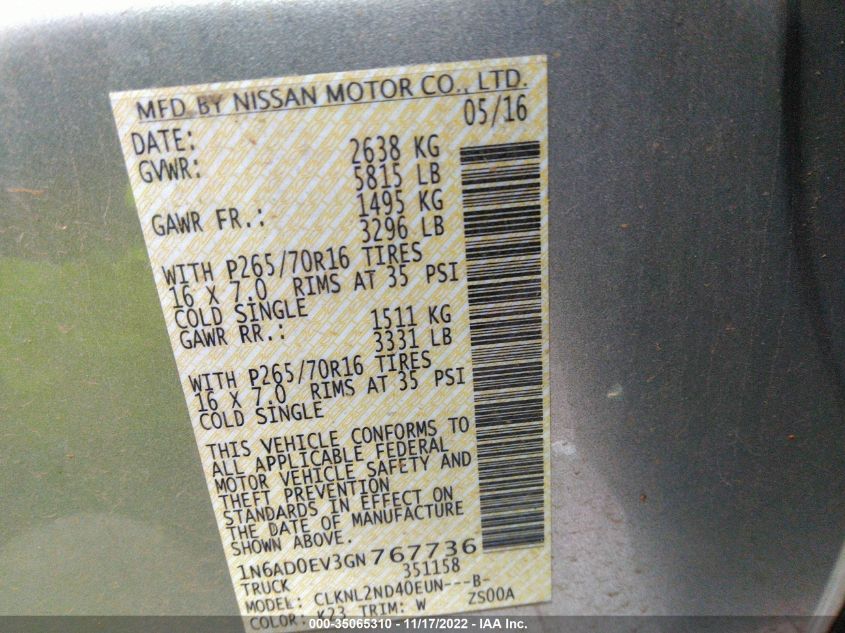 MFD BY NISSAN MOTOR CO., LTD.
DATE: 05/16
GVWR: 2638 KG
5815 LB
GAWR FR.: 1495 KG
3296 LB
WITH P265/70R16 TIRES
16 X 7.0 RIMS AT 35 PSI
COLD SINGLE
GAWR RR.: 1511 KG
3331 LB
WITH P265/70R16 TIRES
16 X 7.0 RIMS AT 35 PSI
COLD SINGLE
THIS VEHICLE CONFORMS TO
ALL APPLICABLE FEDERAL
MOTOR VEHICLE SAFETY AND
THEFT PREVENTION
STANDARDS IN EFFECT ON
THE DATE OF MANUFACTURE
SHOWN ABOVE.
1N6AD0EV3GN767736
TRUCK 351158
MODEL: CLKNL2ND40EUN---B-
COLOR: K23 TRIM: W ZS00A
000-35065310 - 11/17/2022 - IAA Inc.